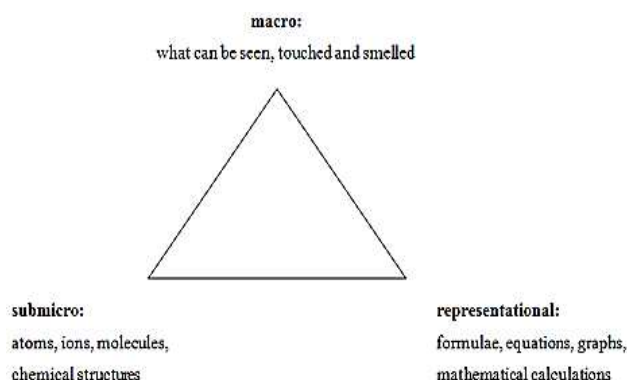 macro:
what can be seen, touched and smelled
submicro:
atoms, ions, molecules,
chemical structures
representational:
formulae, equations, graphs,
mathematical calculations